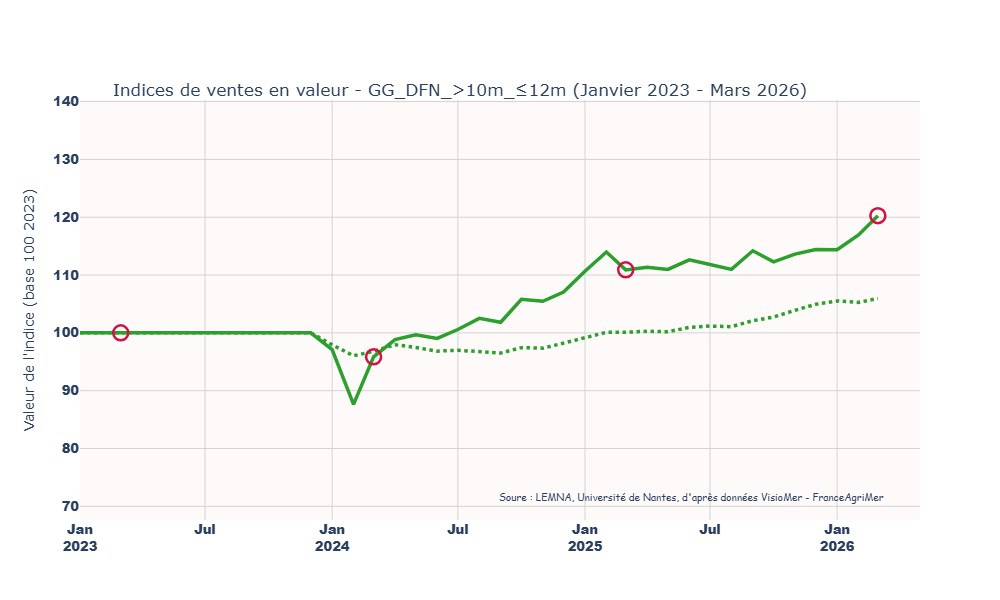 Indices de ventes en valeur - GG_DFN_>10m_≤12m (Janvier 2023 - Mars 2026)
Valeur de l'Indice (base 100 2023)
140
130
120
110
100
90
80
70
Soure : LEMNA, Université de Nantes, d'après données VisioMer - FranceAgriMer
Jan
2023
Jul
Jan
2024
Jul
Jan
2025
Jul
Jan
2026